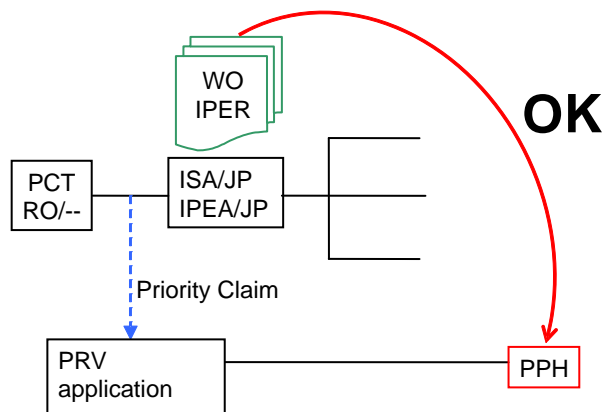 WO
IPER
OK
PCT
RO/--
ISA/JP
IPEA/JP
Priority Claim
PRV
application
PPH